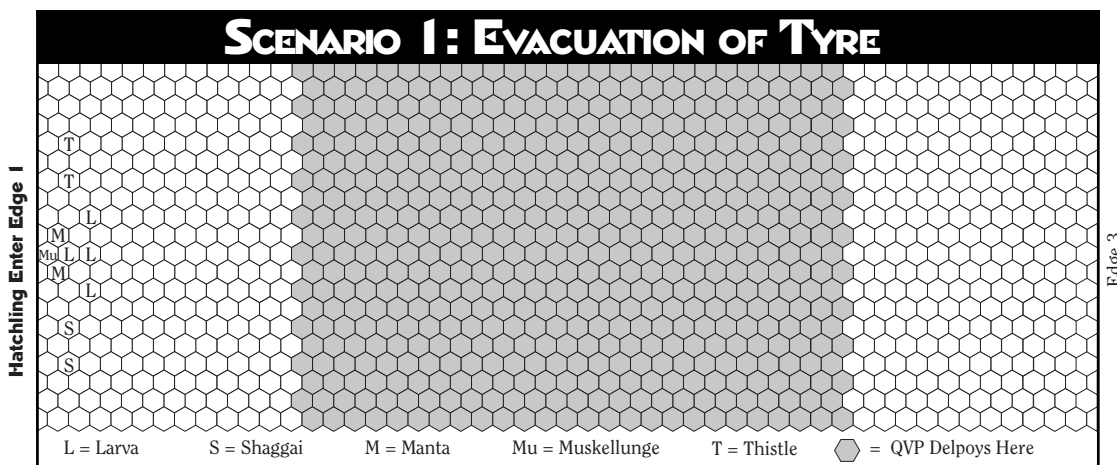 SCENARIO 1: EVACUATION OF TYRE
Hatchling Enter Edge 1
T
T
L
M
Mu L L
M
L
S
S
Edge 3
L = Larva S = Shaggai M = Manta Mu = Muskellunge T = Thistle = QVP Delpoys Here